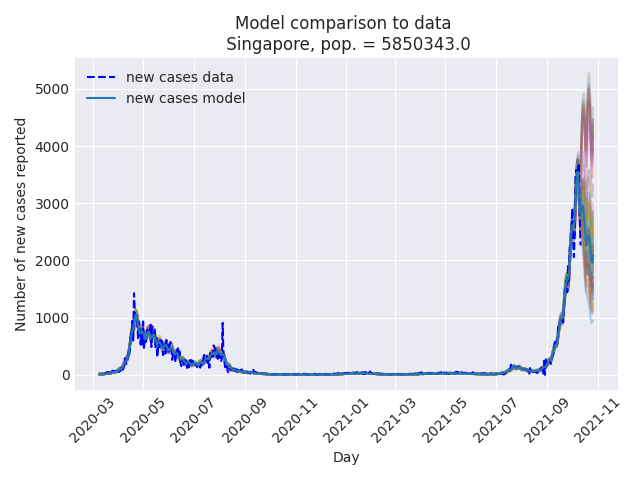 Model comparison to data
Singapore, pop. = 5850343.0
new cases data
new cases model
Number of new cases reported
5000
4000
3000
2000
1000
0
2020-03
2020-05
2020-07
2020-09
2020-11
2021-01
2021-03
2021-05
2021-07
2021-09
2021-11
Day